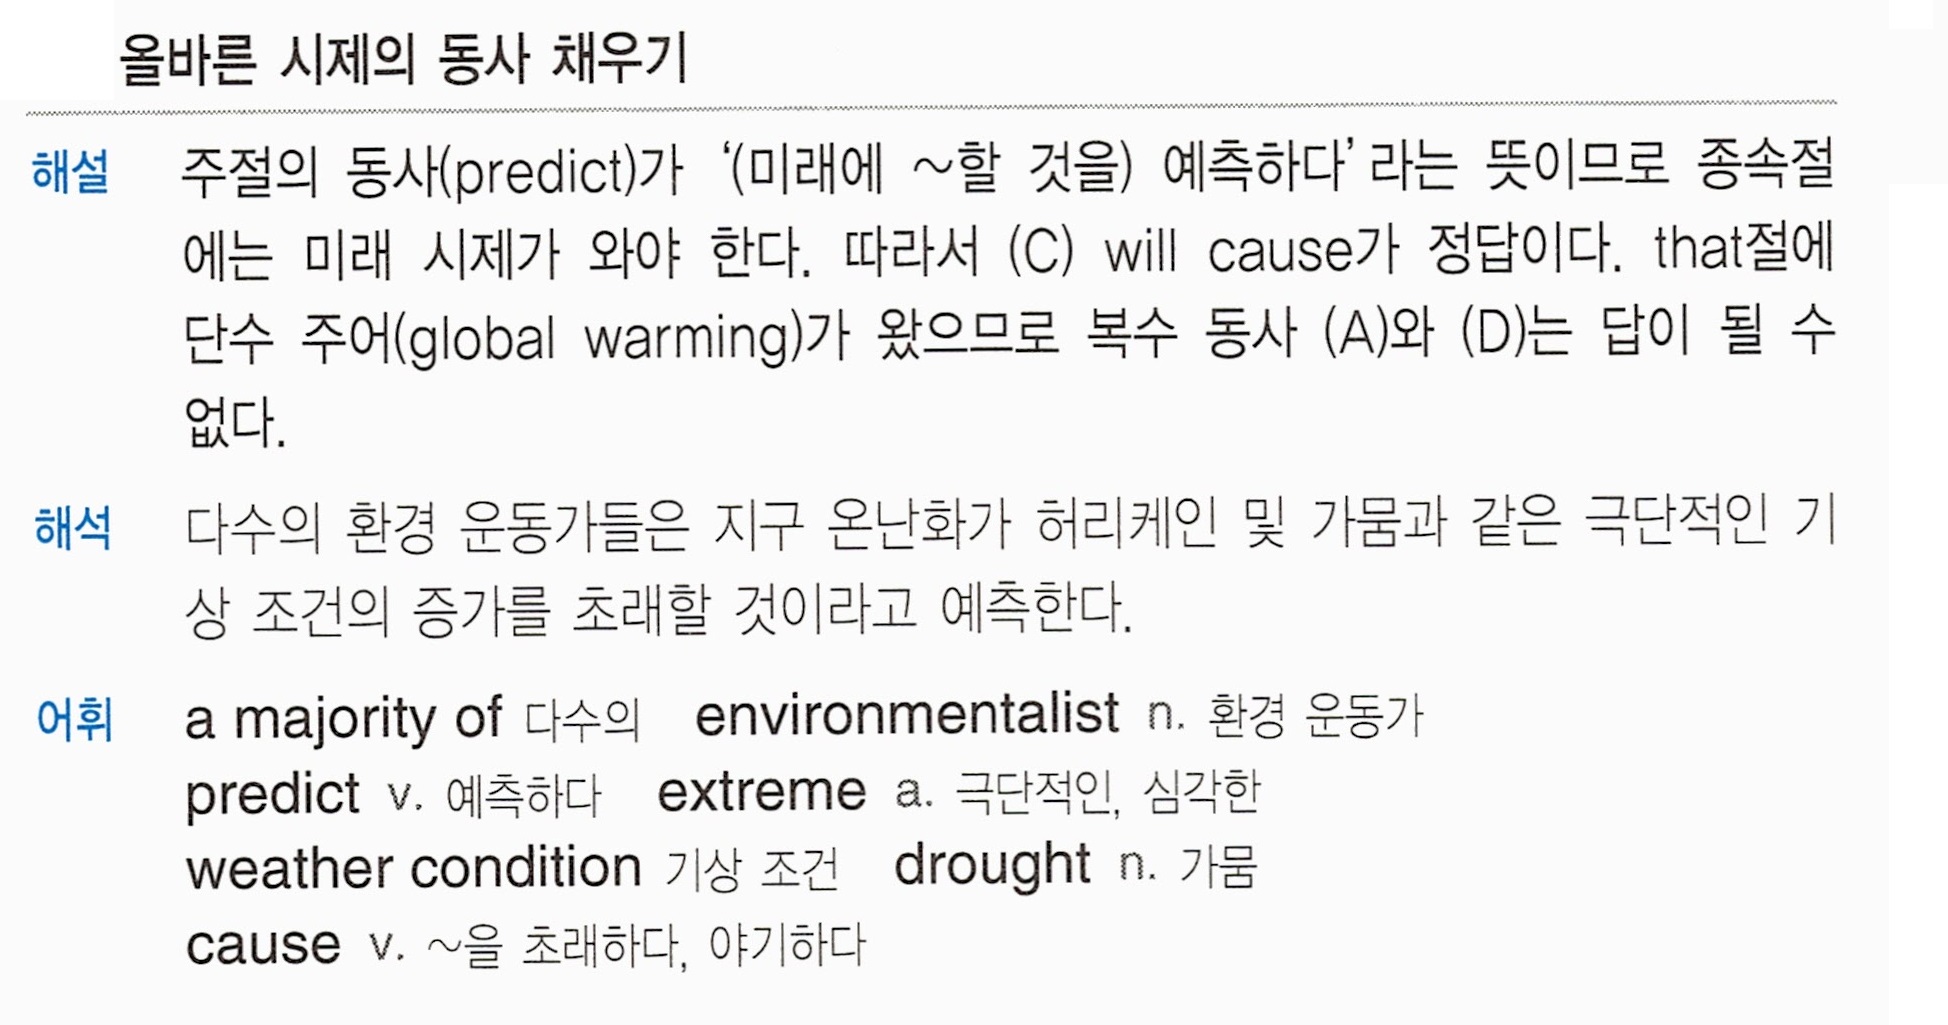 올바른 시제의 동사 채우기
해설 주절의 동사(predict)가 ‘(미래에 ~할 것을) 예측하다’라는 뜻이므로 종속절
에는 미래 시제가 와야 한다. 따라서 (C) will cause가 정답이다. that절에
단수 주어(global warming)가 왔으므로 복수 동사 (A)와 (D)는 답이 될 수
없다.
해석 다수의 환경 운동가들은 지구 온난화가 허리케인 및 가뭄과 같은 극단적인 기
상 조건의 증가를 초래할 것이라고 예측한다.
어휘 a majority of 다수의 environmentalist n. 환경 운동가
predict v. 예측하다 extreme a. 극단적인, 심각한
weather condition 기상 조건 drought n. 가뭄
cause v. ~을 초래하다, 야기하다